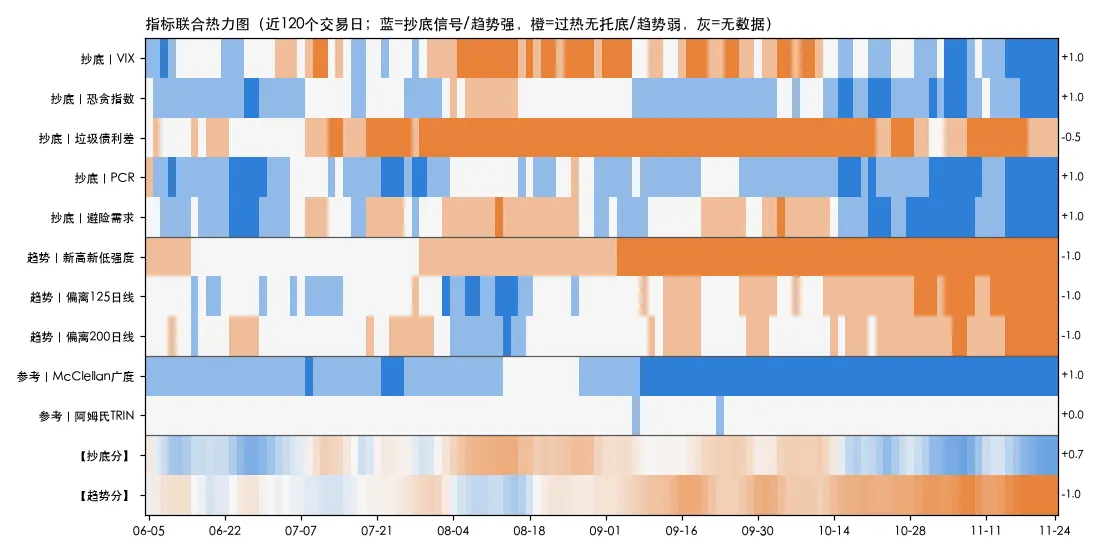 指标联合热力图（近120个交易日；蓝=抄底信号/趋势强，橙=过热无托底/趋势弱，灰=无数据）
抄底 | VIX +1.0
抄底 | 恐贪指数 +1.0
抄底 | 垃圾债利差 -0.5
抄底 | PCR +1.0
抄底 | 避险需求 +1.0
趋势 | 新高新低强度 -1.0
趋势 | 偏离125日线 -1.0
趋势 | 偏离200日线 -1.0
参考 | McClellan广度 +1.0
参考 | 阿姆氏TRIN +0.0
【抄底分】 +0.7
【趋势分】 -1.0
06-05 06-22 07-07 07-21 08-04 08-18 09-01 09-16 09-30 10-14 10-28 11-11 11-24